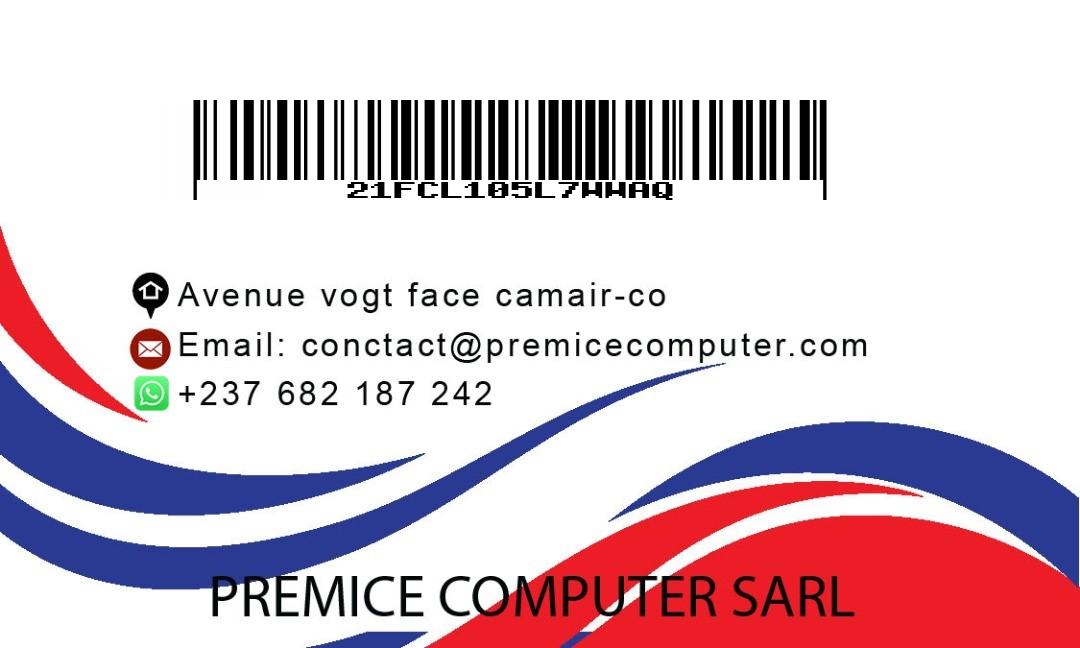 21FCL105L7WWAQ
Avenue vogt face camair-co
Email: conctact@premicecomputer.com
+237 682 187 242
PREMICE COMPUTER SARL